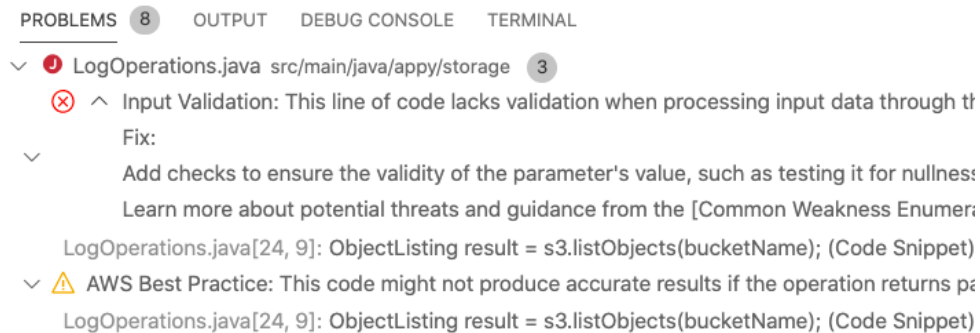 PROBLEMS 8 OUTPUT DEBUG CONSOLE TERMINAL
J LogOperations.java src/main/java/appy/storage 3
Input Validation: This line of code lacks validation when processing input data through
Fix:
Add checks to ensure the validity of the parameter's value, such as testing it for nullness
Learn more about potential threats and guidance from the [Common Weakness
LogOperations.java[24, 9]: ObjectListing result = s3.listObjects(bucketName); (Code Snippet)
AWS Best Practice: This code might not produce accurate results if the operation returns
LogOperations.java[24, 9]: ObjectListing result = s3.listObjects(bucketName); (Code Snippet)